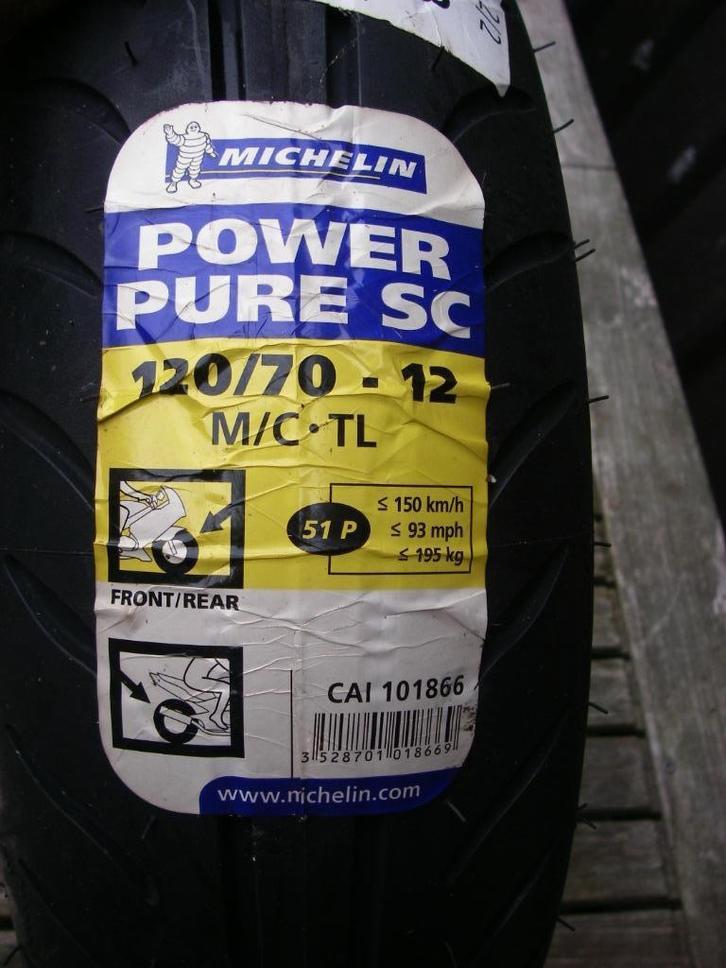 MICHELIN
POWER
PURE SC
120/70 - 12
M/C • TL
51 P
≤ 150 km/h
≤ 93 mph
≤ 195 kg
FRONT/REAR
CAI 101866
3 528701 018669
www.michelin.com